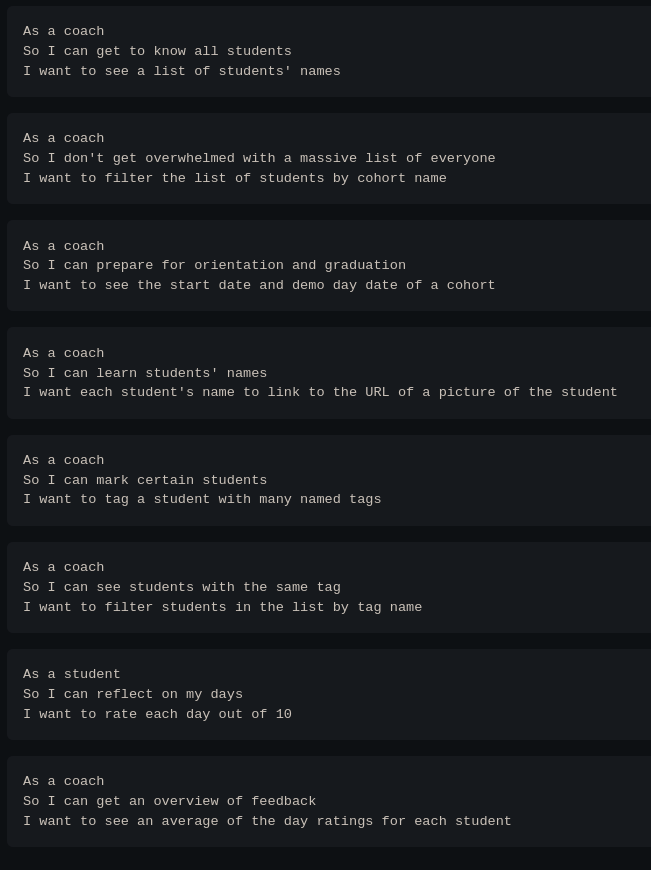 As a coach
So I can get to know all students
I want to see a list of students' names
As a coach
So I don't get overwhelmed with a massive list of everyone
I want to filter the list of students by cohort name
As a coach
So I can prepare for orientation and graduation
I want to see the start date and demo day date of a cohort
As a coach
So I can learn students' names
I want each student's name to link to the URL of a picture of the student
As a coach
So I can mark certain students
I want to tag a student with many named tags
As a coach
So I can see students with the same tag
I want to filter students in the list by tag name
As a student
So I can reflect on my days
I want to rate each day out of 10
As a coach
So I can get an overview of feedback
I want to see an average of the day ratings for each student